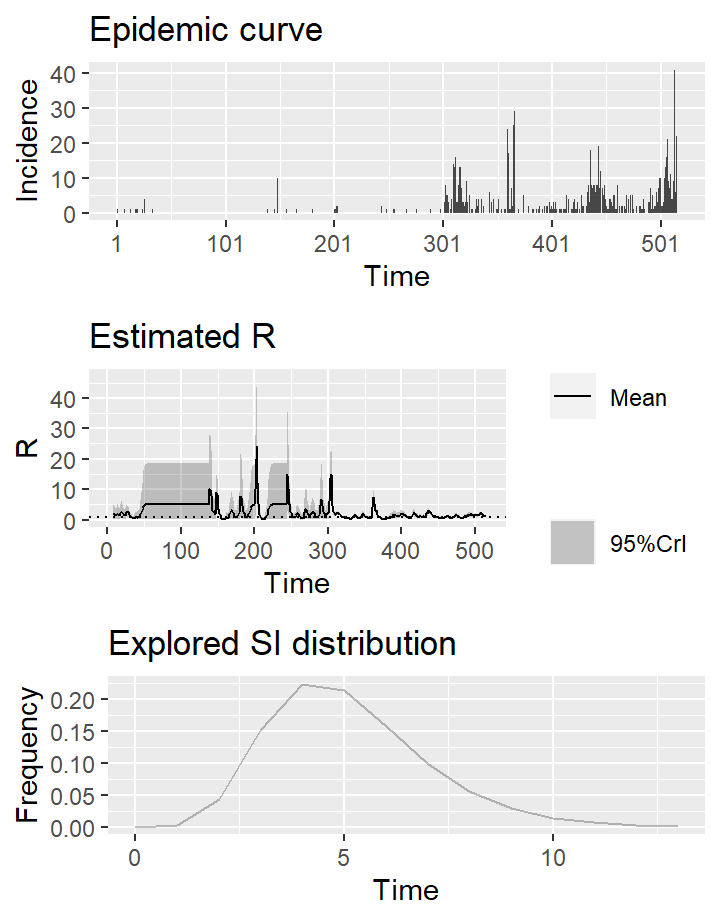 Epidemic curve
Incidence
40
30
20
10
0
1 101 201 301 401 501
Time
Estimated R
R
40
30
20
10
0
0 100 200 300 400 500
Time
Mean
95%CrI
Explored SI distribution
Frequency
0.20
0.15
0.10
0.05
0.00
0 5 10
Time